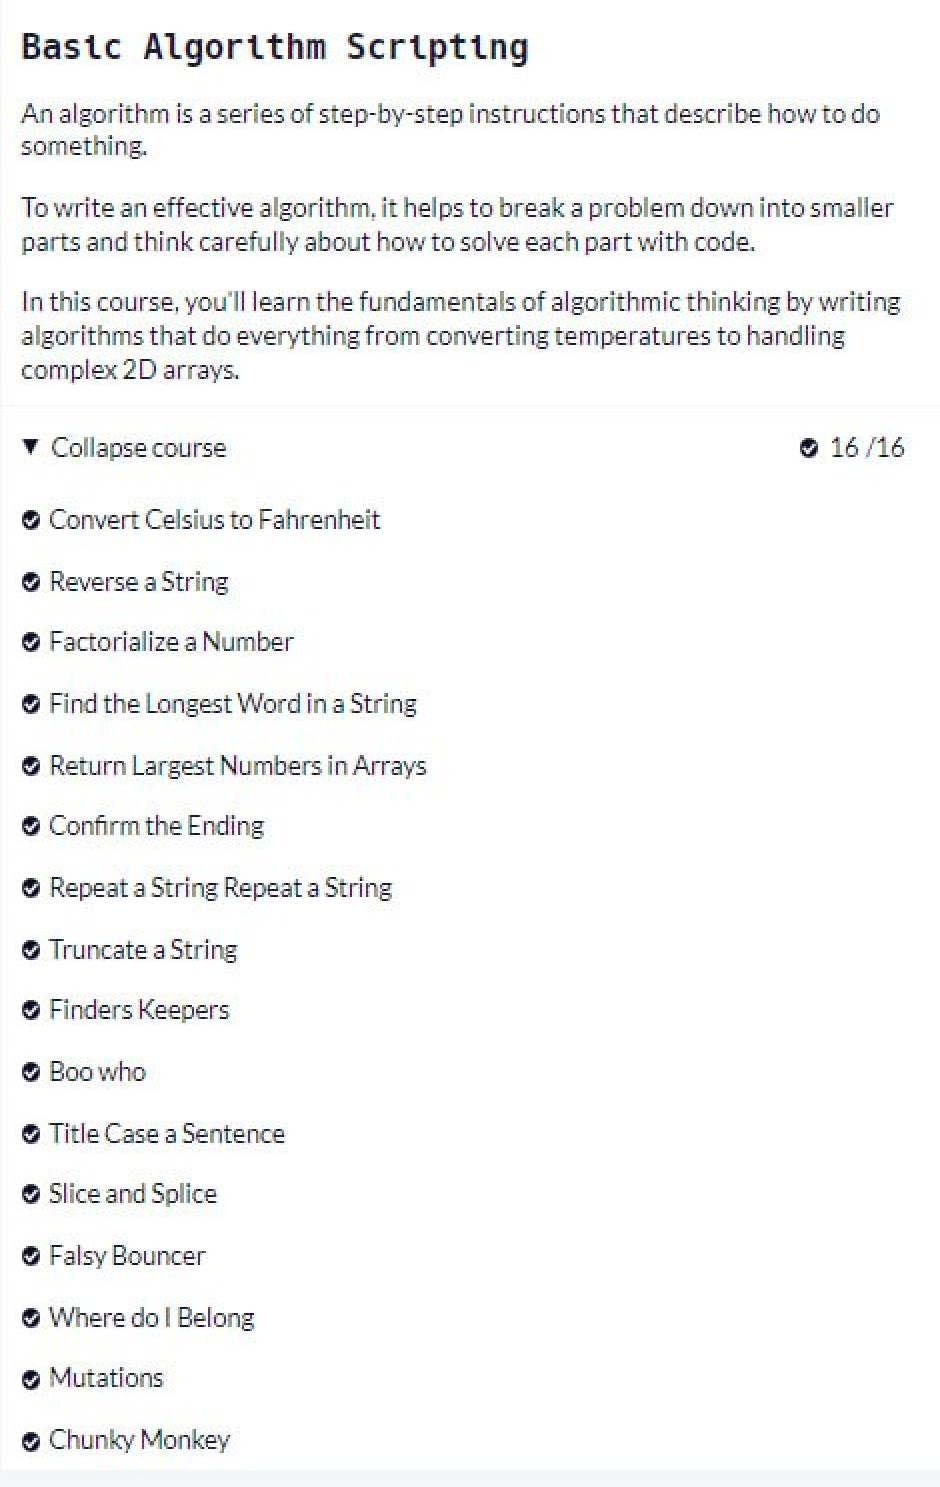 Basic Algorithm Scripting
An algorithm is a series of step-by-step instructions that describe how to do
something.
To write an effective algorithm, it helps to break a problem down into smaller
parts and think carefully about how to solve each part with code.
In this course, you'll learn the fundamentals of algorithmic thinking by writing
algorithms that do everything from converting temperatures to handling
complex 2D arrays.
Collapse course 16 /16
Convert Celsius to Fahrenheit
Reverse a String
Factorialize a Number
Find the Longest Word in a String
Return Largest Numbers in Arrays
Confirm the Ending
Repeat a String Repeat a String
Truncate a String
Finders Keepers
Boo who
Title Case a Sentence
Slice and Splice
Falsy Bouncer
Where do I Belong
Mutations
Chunky Monkey